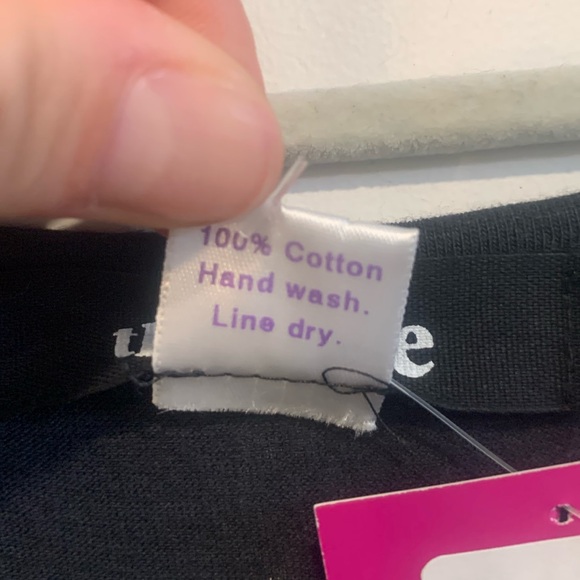 100% Cotton
Hand wash.
Line dry.